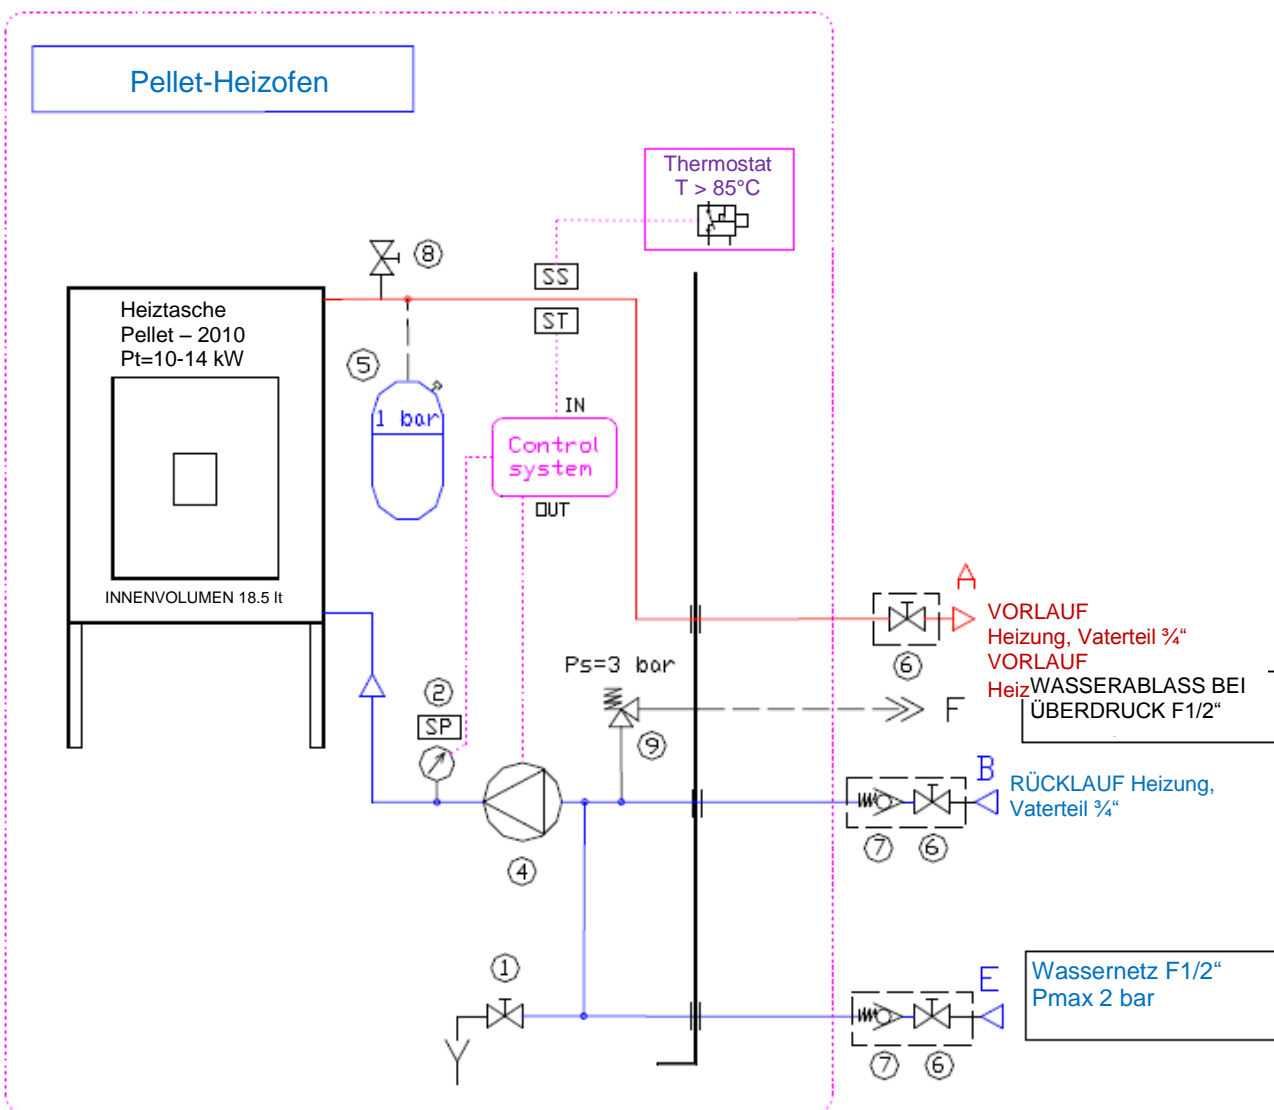 Pellet-Heizofen
Thermostat
T > 85°C
8
SS
ST
Heiztasche
Pellet – 2010
Pt=10-14 kW
5
1 bar
IN
Control
system
OUT
INNENVOLUMEN 18.5 lt
A
VORLAUF
Heizung, Vaterteil ¾“
VORLAUF
Heiz
6
WASSERABLASS BEI
ÜBERDRUCK F1/2“
Ps=3 bar
2
SP
F
9
B
RÜCKLAUF Heizung,
Vaterteil ¾“
7
6
4
1
E
Wassernetz F1/2“
Pmax 2 bar
7
6